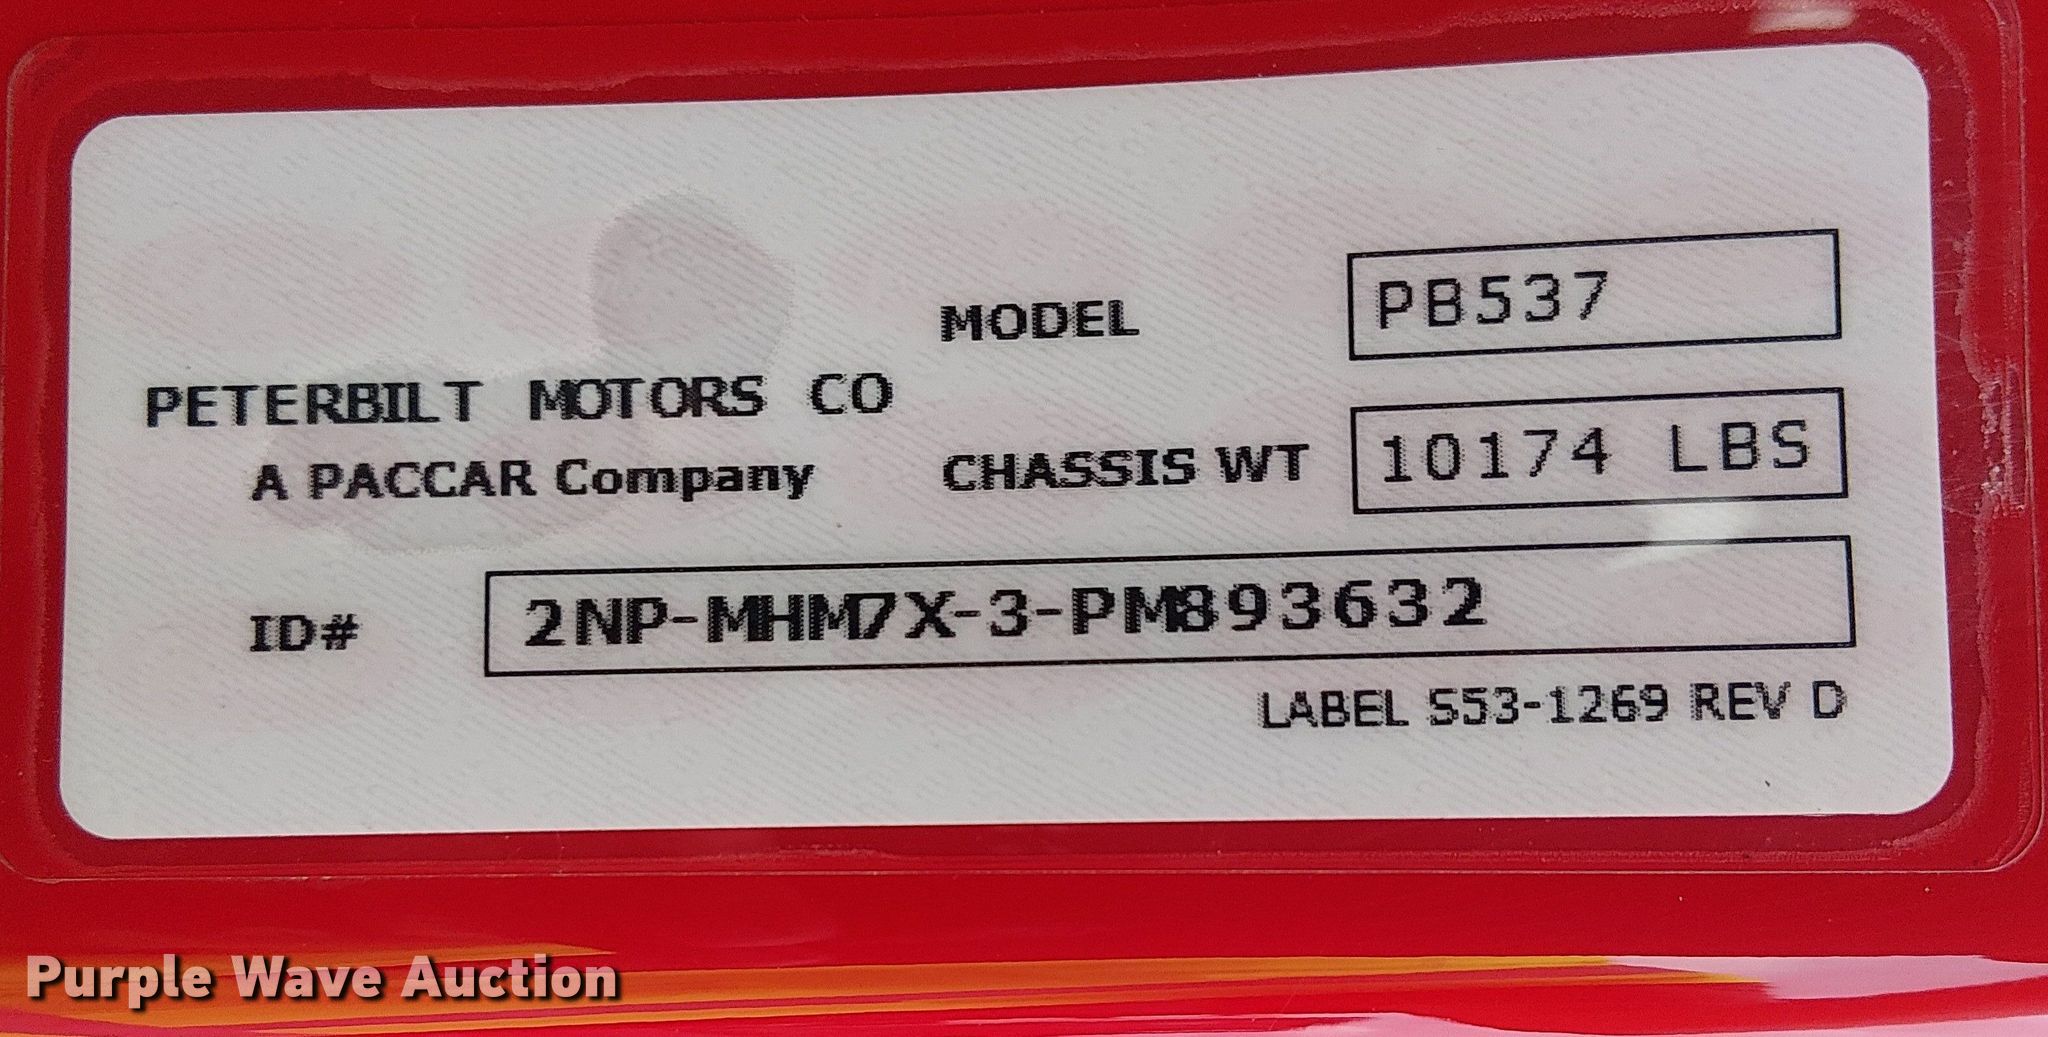 MODEL PB537
PETERBILT MOTORS CO
A PACCAR Company
CHASSIS WT 10174 LBS
ID# 2NP-MHM7X-3-PM893632
LABEL S53-1269 REV D
Purple Wave Auction